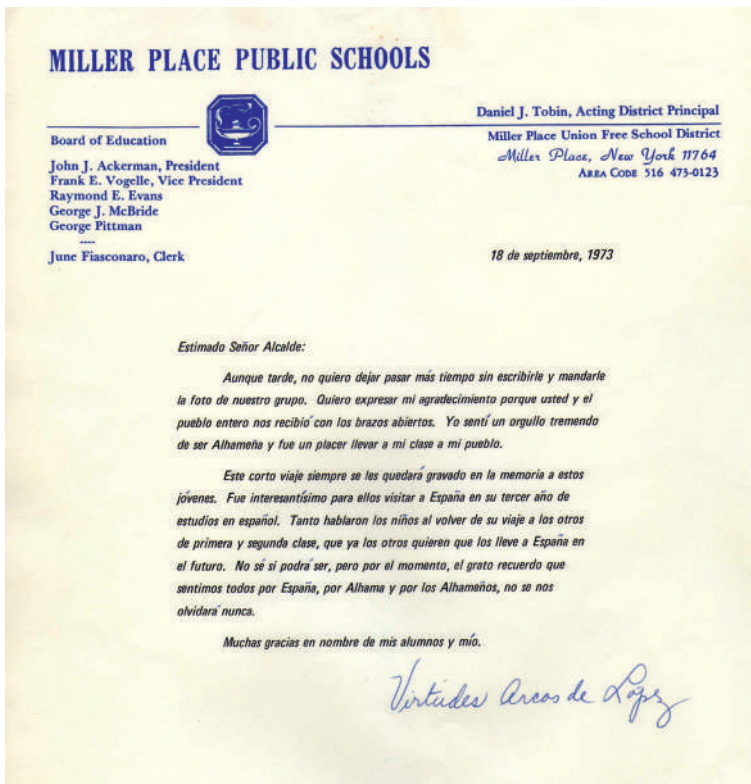 MILLER PLACE PUBLIC SCHOOLS
Daniel J. Tobin, Acting District Principal
Miller Place Union Free School District
Miller Place, New York 11764
AREA CODE 516 473-0123
Board of Education
John J. Ackerman, President
Frank E. Vogelle, Vice President
Raymond E. Evans
George J. McBride
George Pittman
----
June Fiasconaro, Clerk
18 de septiembre, 1973
Estimado Señor Alcalde:
Aunque tarde, no quiero dejar pasar más tiempo sin escribirle y mandarle
la foto de nuestro grupo. Quiero expresar mi agradecimiento porque usted y el
pueblo entero nos recibió con los brazos abiertos. Yo sentí un orgullo tremendo
de ser Alhameña y fue un placer llevar a mi clase a mi pueblo.
Este corto viaje siempre se les quedará gravado en la memoria a estos
jóvenes. Fue interesantísimo para ellos visitar a España en su tercer año de
estudios en español. Tanto hablaron los niños al volver de su viaje a los otros
de primera y segunda clase, que ya los otros quieren que los lleve a España en
el futuro. No sé si podrá ser, pero por el momento, el grato recuerdo que
sentimos todos por España, por Alhama y por los Alhameños, no se nos
olvidará nunca.
Muchas gracias en nombre de mis alumnos y mío.
Virtudes Arcos de Lopez